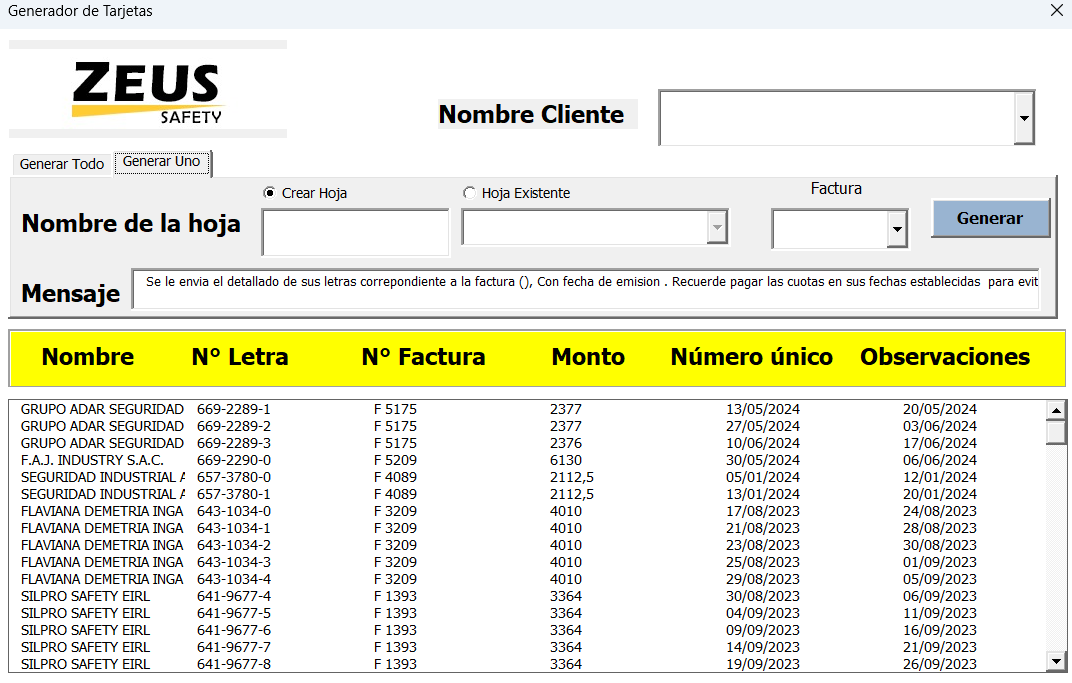 Generador de Tarjetas
ZEUS
SAFETY
Nombre Cliente
Generar Todo Generar Uno
Crear Hoja Hoja Existente Factura
Nombre de la hoja Generar
Mensaje Se le envia el detallado de sus letras correpondiente a la factura (), Con fecha de emision . Recuerde pagar las cuotas en sus fechas establecidas para evit
Nombre N° Letra N° Factura Monto Número único Observaciones
GRUPO ADAR SEGURIDAD 669-2289-1 F 5175 2377 13/05/2024 20/05/2024
GRUPO ADAR SEGURIDAD 669-2289-2 F 5175 2377 27/05/2024 03/06/2024
GRUPO ADAR SEGURIDAD 669-2289-3 F 5175 2376 10/06/2024 17/06/2024
F.A.J. INDUSTRY S.A.C. 669-2290-0 F 5209 6130 30/05/2024 06/06/2024
SEGURIDAD INDUSTRIAL A 657-3780-0 F 4089 2112,5 05/01/2024 12/01/2024
SEGURIDAD INDUSTRIAL A 657-3780-1 F 4089 2112,5 13/01/2024 20/01/2024
FLAVIANA DEMETRIA INGA 643-1034-0 F 3209 4010 17/08/2023 24/08/2023
FLAVIANA DEMETRIA INGA 643-1034-1 F 3209 4010 21/08/2023 28/08/2023
FLAVIANA DEMETRIA INGA 643-1034-2 F 3209 4010 23/08/2023 30/08/2023
FLAVIANA DEMETRIA INGA 643-1034-3 F 3209 4010 25/08/2023 01/09/2023
FLAVIANA DEMETRIA INGA 643-1034-4 F 3209 4010 29/08/2023 05/09/2023
SILPRO SAFETY EIRL 641-9677-4 F 1393 3364 30/08/2023 06/09/2023
SILPRO SAFETY EIRL 641-9677-5 F 1393 3364 04/09/2023 11/09/2023
SILPRO SAFETY EIRL 641-9677-6 F 1393 3364 09/09/2023 16/09/2023
SILPRO SAFETY EIRL 641-9677-7 F 1393 3364 14/09/2023 21/09/2023
SILPRO SAFETY EIRL 641-9677-8 F 1393 3364 19/09/2023 26/09/2023